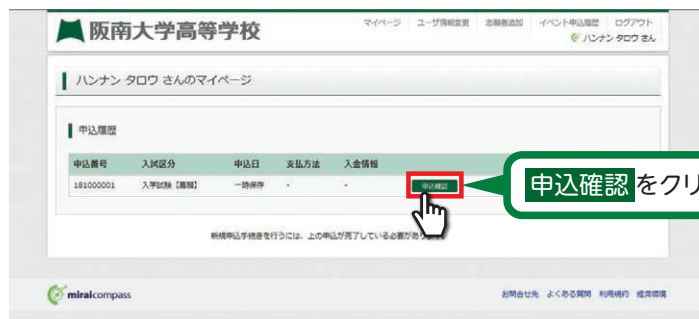 阪南大学高等学校
マイページ ユーザ情報変更 志願者追加 イベント申込履歴 ログアウト
ハンナン タロウ さん
ハンナン タロウ さんのマイページ
申込履歴
申込番号 入試区分 申込日 支払方法 入金情報
181000001 入学試験【専願】 一時保存 - -
申込確認
申込確認 をクリ
新規申込手続きを行うには、上の申込が完了している必要があり
miraicompass
お問合せ先 よくある質問 利用規約 推奨環境